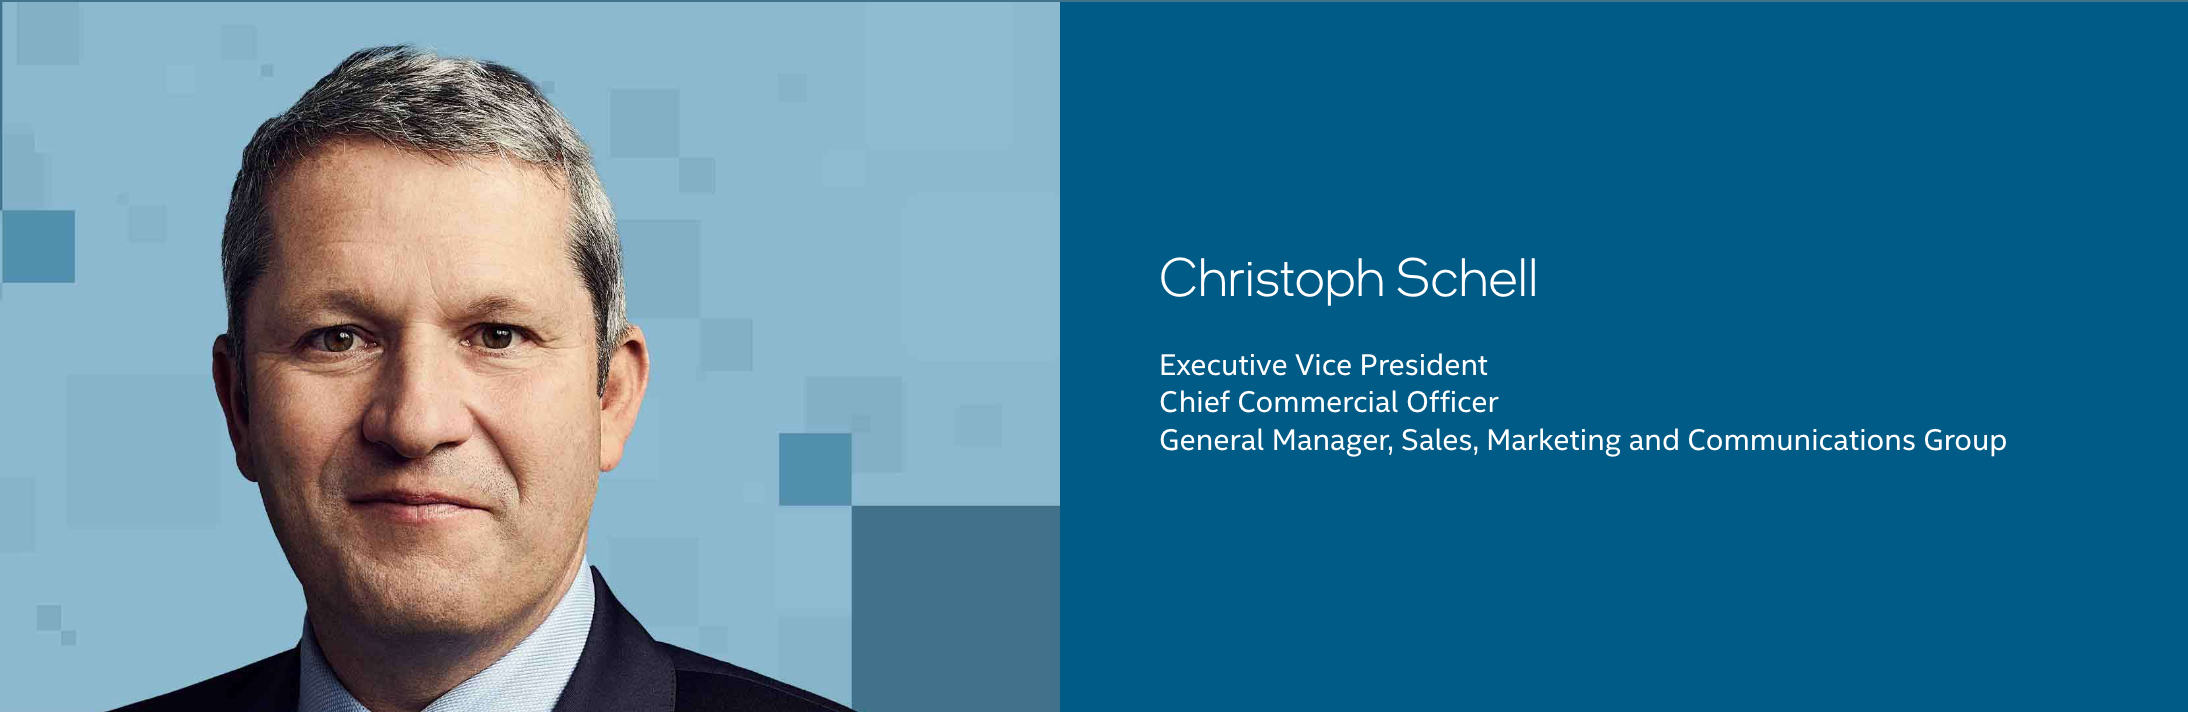 Christoph Schell
Executive Vice President
Chief Commercial Officer
General Manager, Sales, Marketing and Communications Group